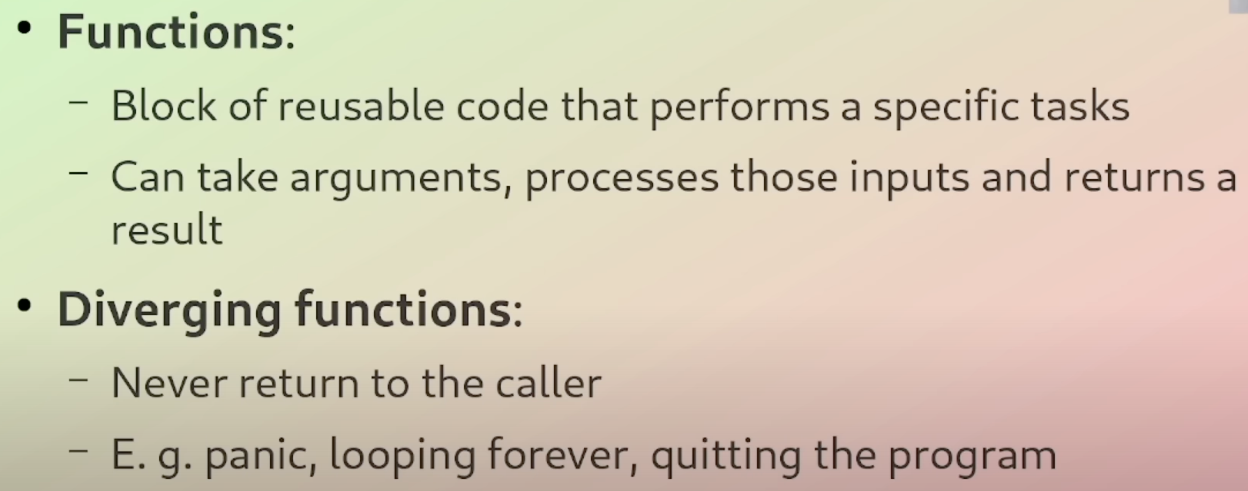 • Functions:
– Block of reusable code that performs a specific tasks
– Can take arguments, processes those inputs and returns a
result
• Diverging functions:
– Never return to the caller
– E. g. panic, looping forever, quitting the program